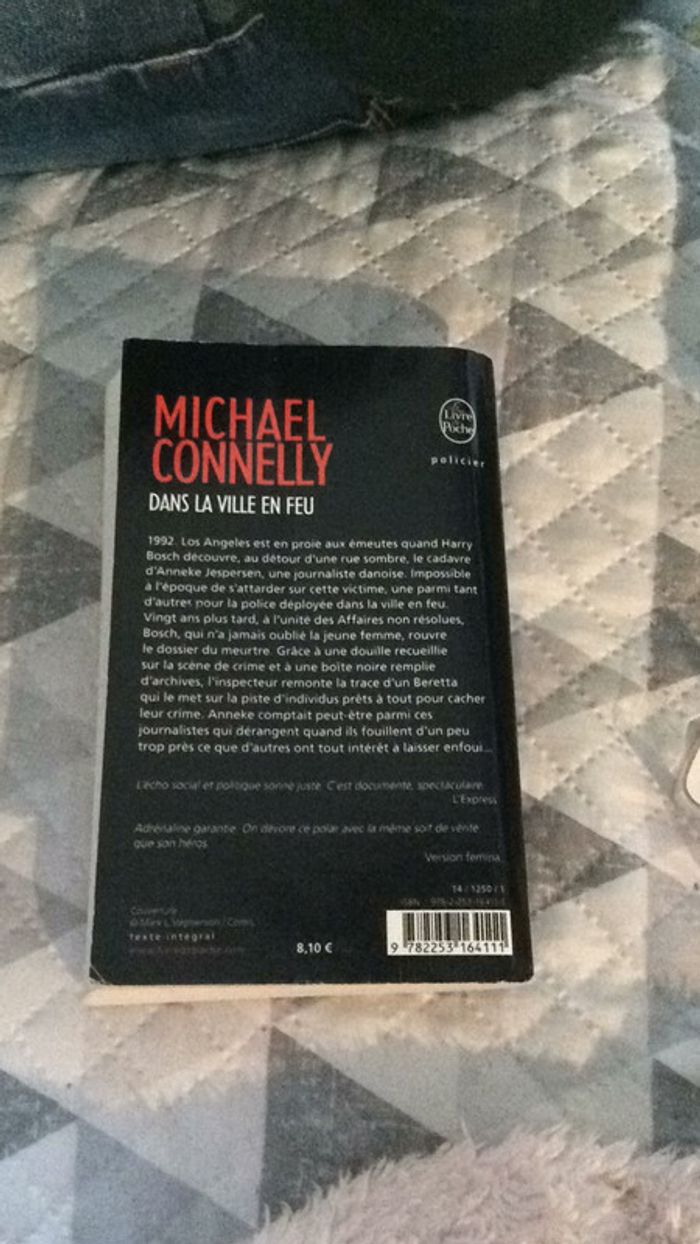 MICHAEL
CONNELLY
DANS LA VILLE EN FEU
Le Livre
de Poche
policier
1992. Los Angeles est en proie aux émeutes quand Harry
Bosch découvre, au détour d'une rue sombre, le cadavre
d'Anneke Jespersen, une journaliste danoise. Impossible
à l'époque de s'attarder sur cette victime, une parmi tant
d'autres pour la police déployée dans la ville en feu.
Vingt ans plus tard, à l'unité des Affaires non résolues,
Bosch, qui n'a jamais oublié la jeune femme, rouvre
le dossier du meurtre. Grâce à une douille recueillie
sur la scène de crime et à une boîte noire remplie
d'archives, l'inspecteur remonte la trace d'un Beretta
qui le met sur la piste d'individus prêts à tout pour cacher
leur crime. Anneke comptait peut-être parmi ces
journalistes qui dérangent quand ils fouillent d'un peu
trop près ce que d'autres ont tout intérêt à laisser enfoui...
L'écho social et politique sonne juste. C'est documenté, spectaculaire.
L'Express
Adrénaline garantie. On dévore ce polar avec la même soif de vérité
que son héros.
Version femina
14 / 1250 / 1
ISBN
Couverture :
texte intégral
8,10 €
9 782253 164111